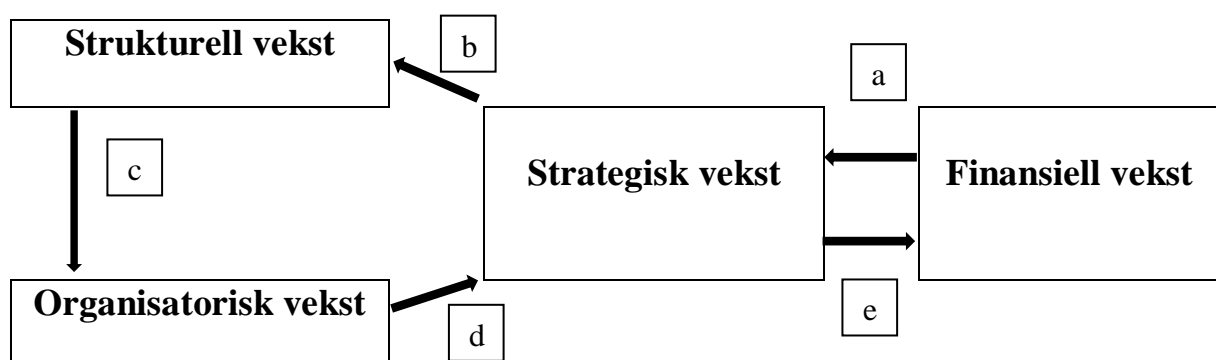 Strukturell vekst
b
a
c
Strategisk vekst
Finansiell vekst
Organisatorisk vekst
d
e